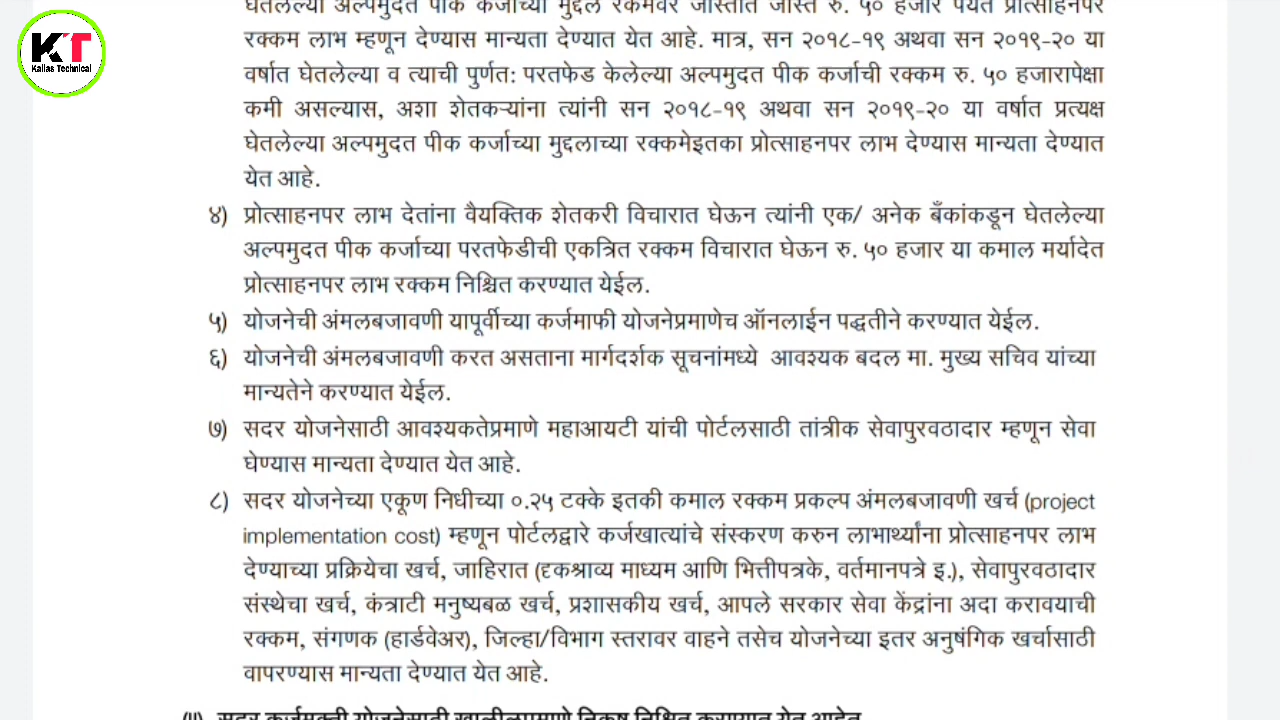 KT
Kailas Technical
घेतलेल्या अल्पमुदत पीक कर्जाच्या मुद्दल रकमेवर जास्तीत जास्त रु. ५० हजार पर्यंत प्रोत्साहनपर
रक्कम लाभ म्हणून देण्यास मान्यता देण्यात येत आहे. मात्र, सन २०१८-१९ अथवा सन २०१९-२० या
वर्षात घेतलेल्या व त्याची पुर्णत: परतफेड केलेल्या अल्पमुदत पीक कर्जाची रक्कम रु. ५० हजारापेक्षा
कमी असल्यास, अशा शेतकऱ्यांना त्यांनी सन २०१८-१९ अथवा सन २०१९-२० या वर्षात प्रत्यक्ष
घेतलेल्या अल्पमुदत पीक कर्जाच्या मुद्दलाच्या रक्कमेइतका प्रोत्साहनपर लाभ देण्यास मान्यता देण्यात
येत आहे.
४) प्रोत्साहनपर लाभ देतांना वैयक्तिक शेतकरी विचारात घेऊन त्यांनी एक/ अनेक बँकांकडून घेतलेल्या
अल्पमुदत पीक कर्जाच्या परतफेडीची एकत्रित रक्कम विचारात घेऊन रु. ५० हजार या कमाल मर्यादेत
प्रोत्साहनपर लाभ रक्कम निश्चित करण्यात येईल.
५) योजनेची अंमलबजावणी यापूर्वीच्या कर्जमाफी योजनेप्रमाणेच ऑनलाईन पद्धतीने करण्यात येईल.
६) योजनेची अंमलबजावणी करत असताना मार्गदर्शक सूचनांमध्ये आवश्यक बदल मा. मुख्य सचिव यांच्या
मान्यतेने करण्यात येईल.
७) सदर योजनेसाठी आवश्यकतेप्रमाणे महाआयटी यांची पोर्टलसाठी तांत्रीक सेवापुरवठादार म्हणून सेवा
घेण्यास मान्यता देण्यात येत आहे.
८) सदर योजनेच्या एकूण निधीच्या ०.२५ टक्के इतकी कमाल रक्कम प्रकल्प अंमलबजावणी खर्च (project
implementation cost) म्हणून पोर्टलद्वारे कर्जखात्यांचे संस्करण करुन लाभार्थ्यांना प्रोत्साहनपर लाभ
देण्याच्या प्रक्रियेचा खर्च, जाहिरात (दृकश्राव्य माध्यम आणि भित्तीपत्रके, वर्तमानपत्रे इ.), सेवापुरवठादार
संस्थेचा खर्च, कंत्राटी मनुष्यबळ खर्च, प्रशासकीय खर्च, आपले सरकार सेवा केंद्रांना अदा करावयाची
रक्कम, संगणक (हार्डवेअर), जिल्हा/विभाग स्तरावर वाहने तसेच योजनेच्या इतर अनुषंगिक खर्चासाठी
वापरण्यास मान्यता देण्यात येत आहे.
सदर कर्जमुक्ती योजनेसाठी खालीलप्रमाणे निकष निश्चित करण्यात येत आहेत